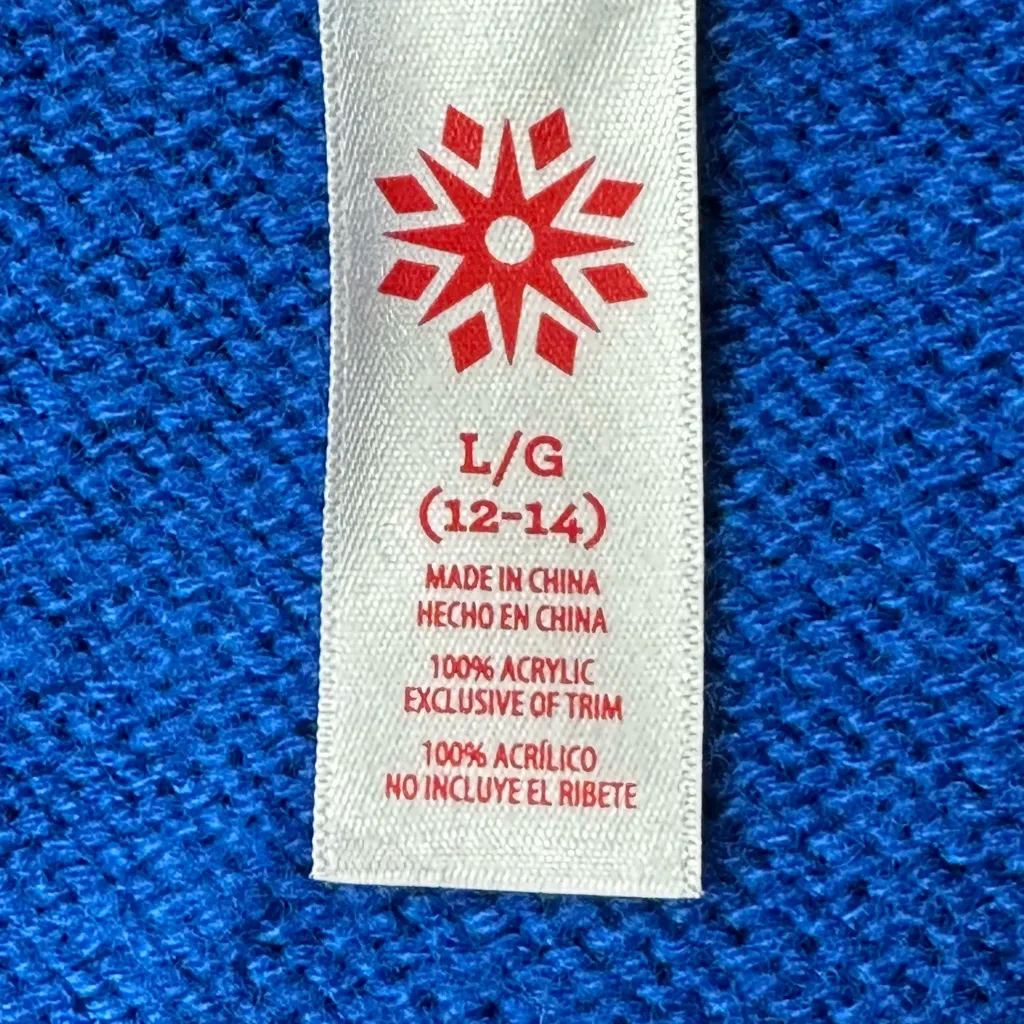 L/G
(12-14)
MADE IN CHINA
HECHO EN CHINA
100% ACRYLIC
EXCLUSIVE OF TRIM
100% ACRÍLICO
NO INCLUYE EL RIBETE